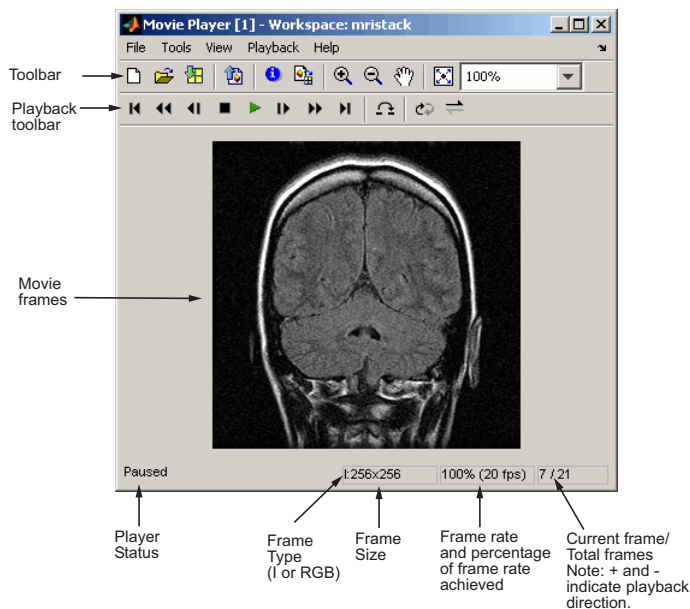 Movie Player [1] - Workspace: mristack
File Tools View Playback Help
Toolbar
100%
Playback
toolbar
Movie
frames
Paused
I:256x256
100% (20 fps)
7 / 21
Player
Status
Frame
Type
(I or RGB)
Frame
Size
Frame rate
and percentage
of frame rate
achieved
Current frame/
Total frames
Note: + and -
indicate playback
direction.